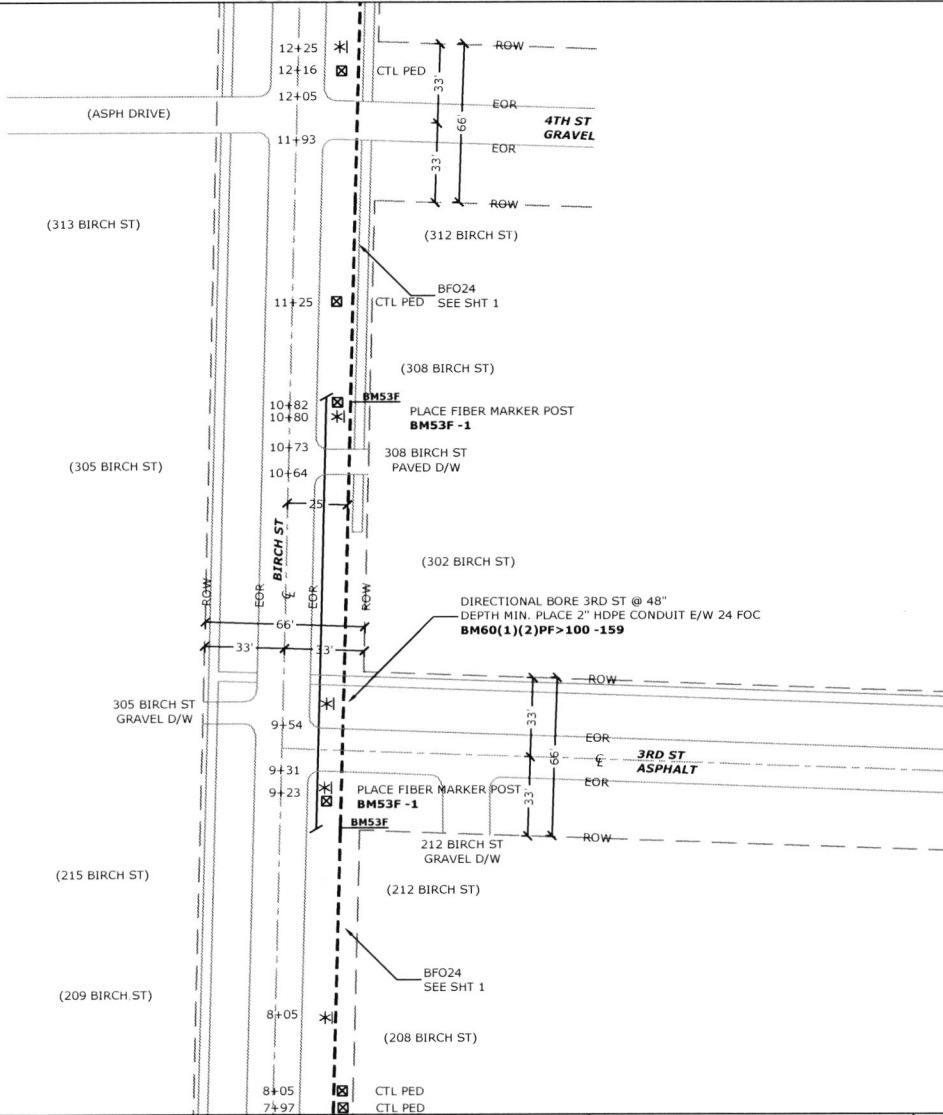 12+25
ROW
12+16
CTL PED
12+05
33'
EOR
(ASPH DRIVE)
66'
4TH ST
GRAVEL
11+93
EOR
33'
ROW
(313 BIRCH ST)
(312 BIRCH ST)
BFO24
SEE SHT 1
11+25
CTL PED
(308 BIRCH ST)
BM53F
10+82
10+80
PLACE FIBER MARKER POST
BM53F -1
10+73
308 BIRCH ST
PAVED D/W
(305 BIRCH ST)
10+64
25'
BIRCH ST
(302 BIRCH ST)
ROW
EOR
℄
EOR
ROW
DIRECTIONAL BORE 3RD ST @ 48"
DEPTH MIN. PLACE 2" HDPE CONDUIT E/W 24 FOC
BM60(1)(2)PF>100 -159
66'
33'
33'
ROW
305 BIRCH ST
GRAVEL D/W
33'
9+54
EOR
66'
℄
3RD ST
ASPHALT
9+31
EOR
9+23
PLACE FIBER MARKER POST
BM53F -1
33'
BM53F
ROW
212 BIRCH ST
GRAVEL D/W
(215 BIRCH ST)
(212 BIRCH ST)
BFO24
SEE SHT 1
(209 BIRCH ST)
8+05
(208 BIRCH ST)
8+05
CTL PED
7+97
CTL PED